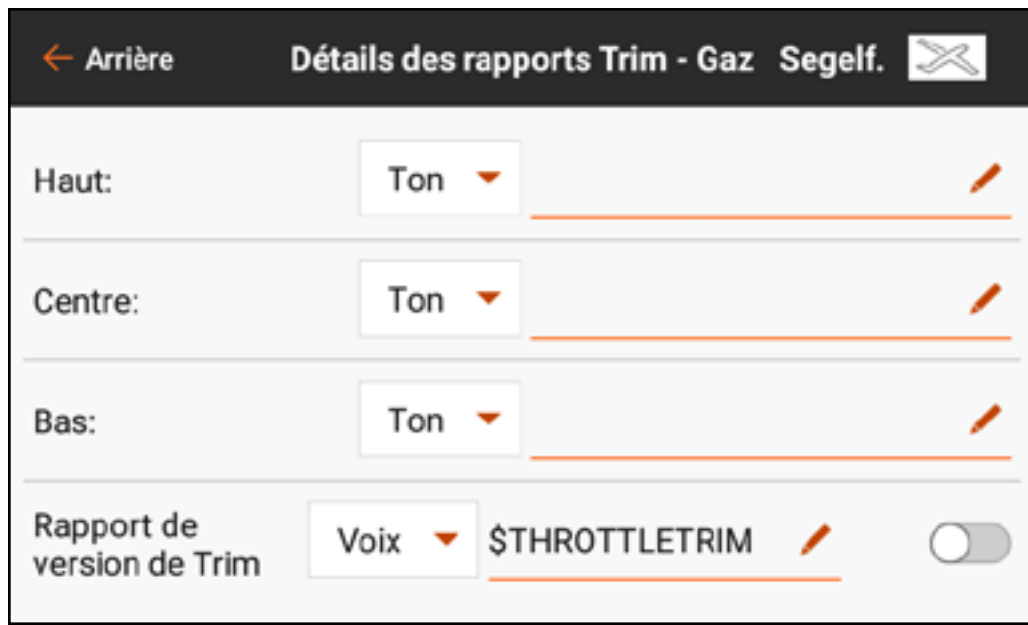 Arrière Détails des rapports Trim - Gaz Segelf.
Haut: Ton
Centre: Ton
Bas: Ton
Rapport de
version de Trim Voix $THROTTLETRIM